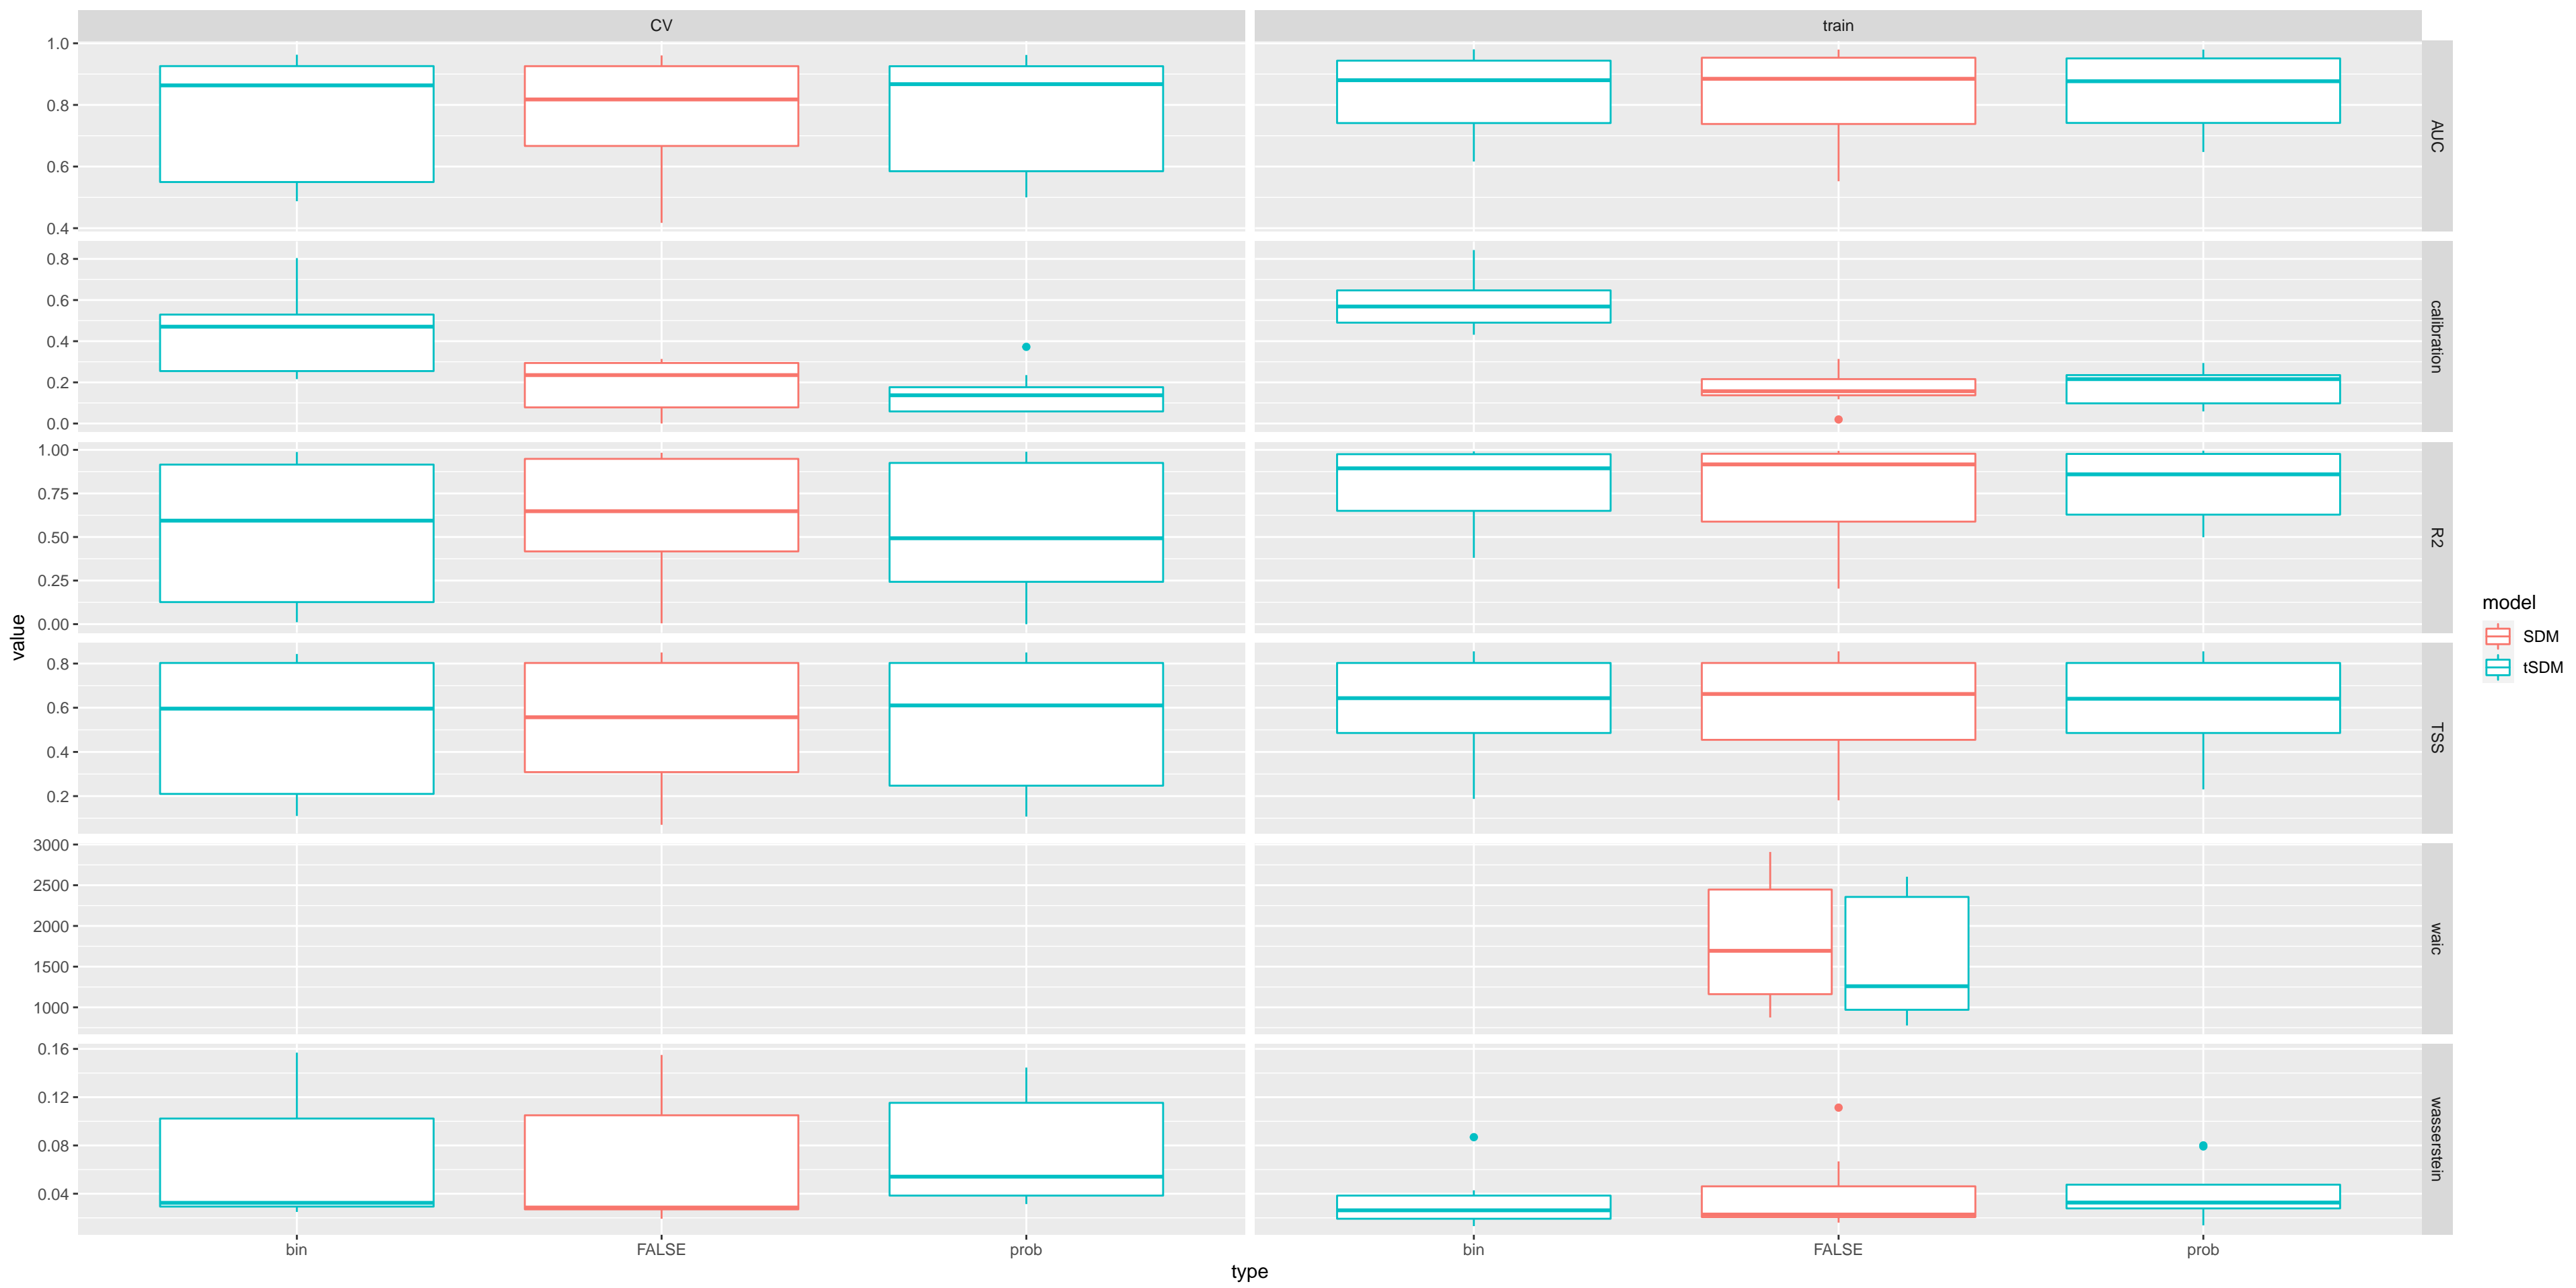 CV
train
1.0
0.8
0.6
0.4
AUC
0.8
0.6
0.4
0.2
0.0
calibration
1.00
0.75
0.50
0.25
0.00
R2
0.8
0.6
0.4
0.2
TSS
3000
2500
2000
1500
1000
waic
0.16
0.12
0.08
0.04
wasserstein
value
bin
FALSE
prob
bin
FALSE
prob
type
model
SDM
tSDM